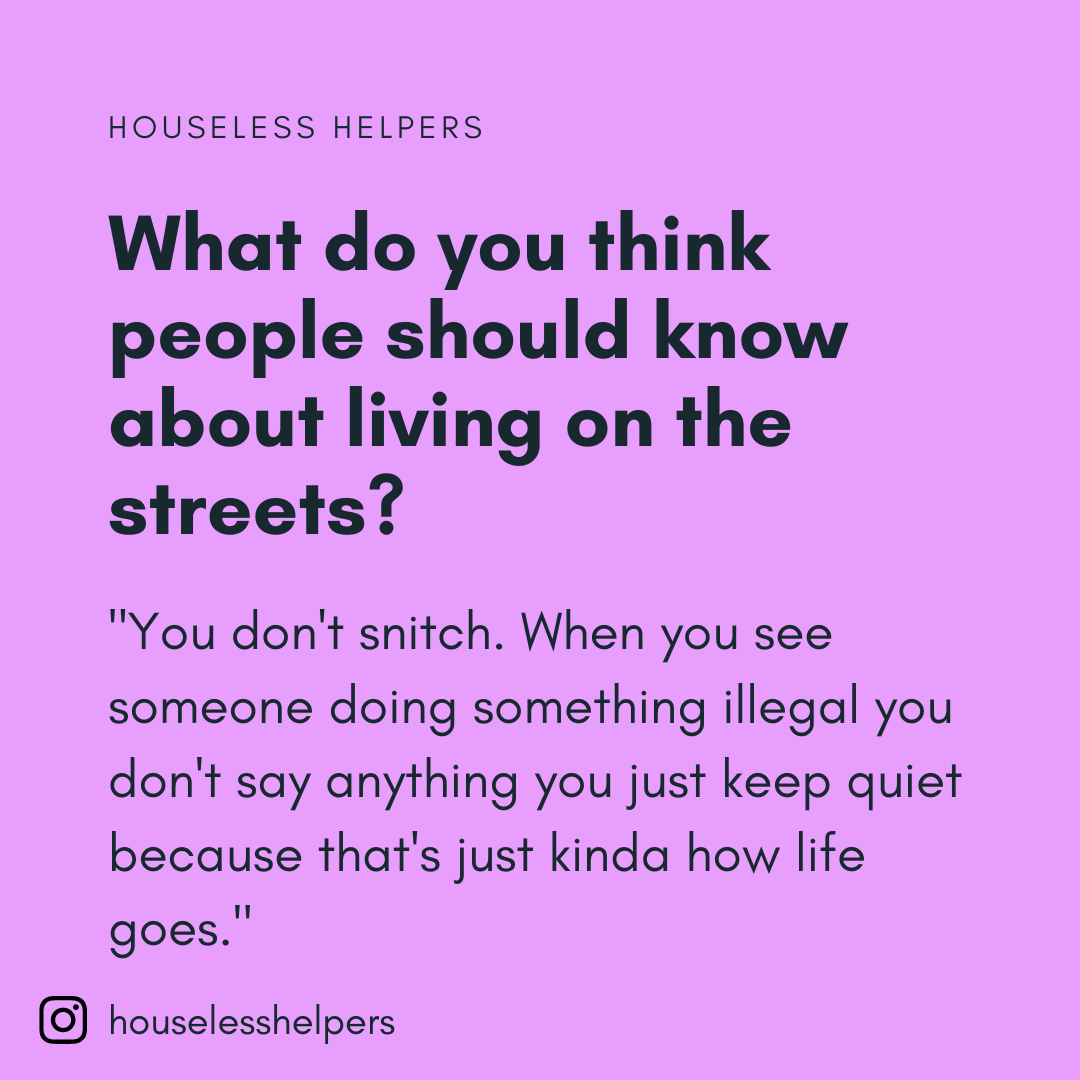 HOUSELESS HELPERS
What do you think
people should know
about living on the
streets?
"You don't snitch. When you see
someone doing something illegal you
don't say anything you just keep quiet
because that's just kinda how life
goes."
houselesshelpers